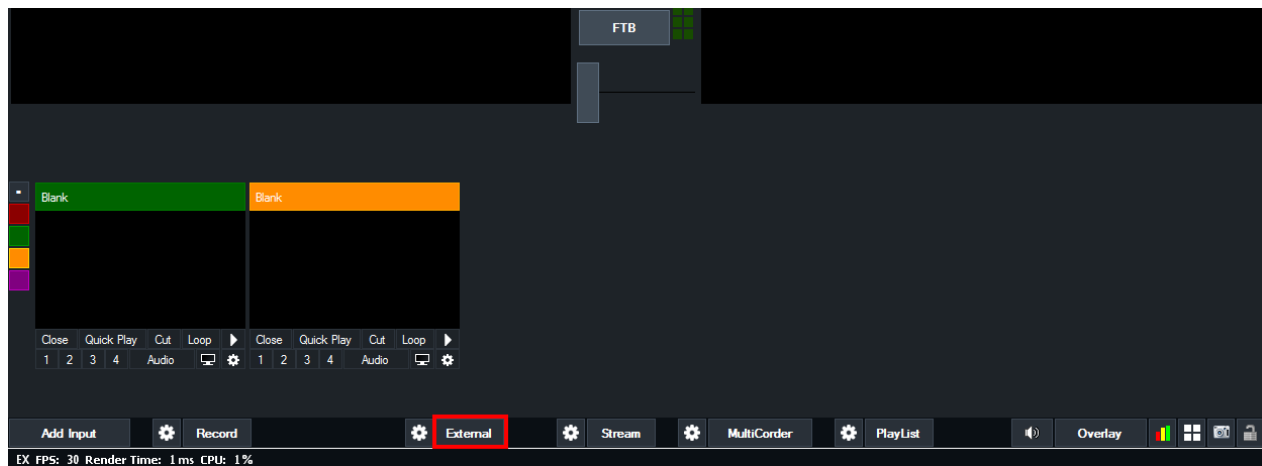 FTB
-
Blank Blank
Close Quick Play Cut Loop Close Quick Play Cut Loop
1 2 3 4 Audio 1 2 3 4 Audio
Add Input Record External Stream MultiCorder PlayList Overlay
EX FPS: 30 Render Time: 1 ms CPU: 1%